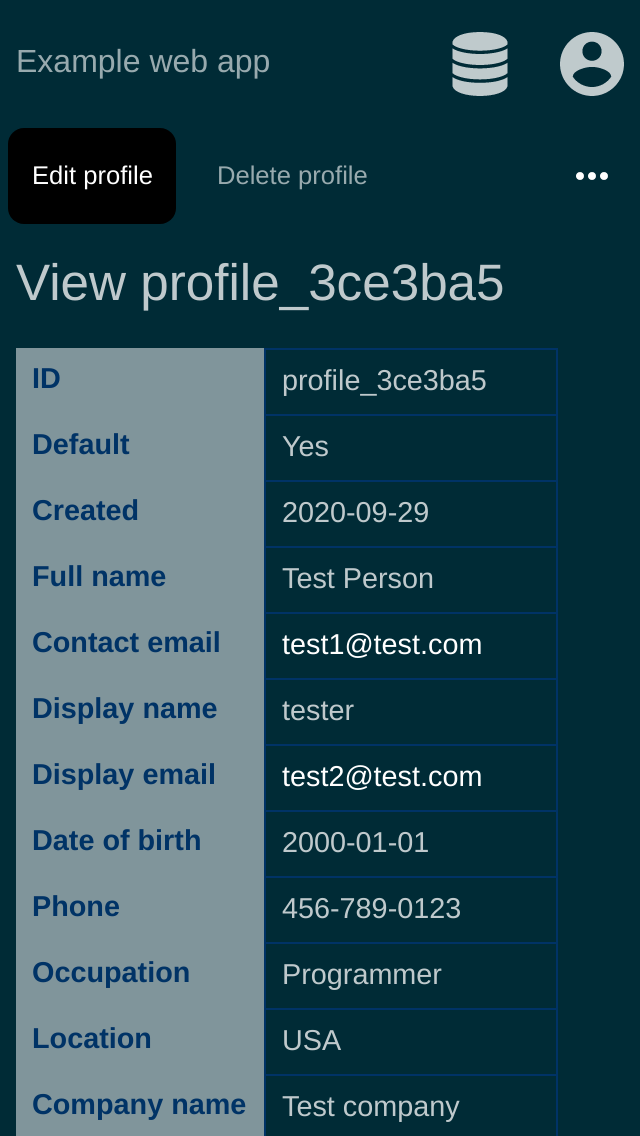 Example web app
Edit profile Delete profile •••
View profile_3ce3ba5
ID profile_3ce3ba5
Default Yes
Created 2020-09-29
Full name Test Person
Contact email test1@test.com
Display name tester
Display email test2@test.com
Date of birth 2000-01-01
Phone 456-789-0123
Occupation Programmer
Location USA
Company name Test company